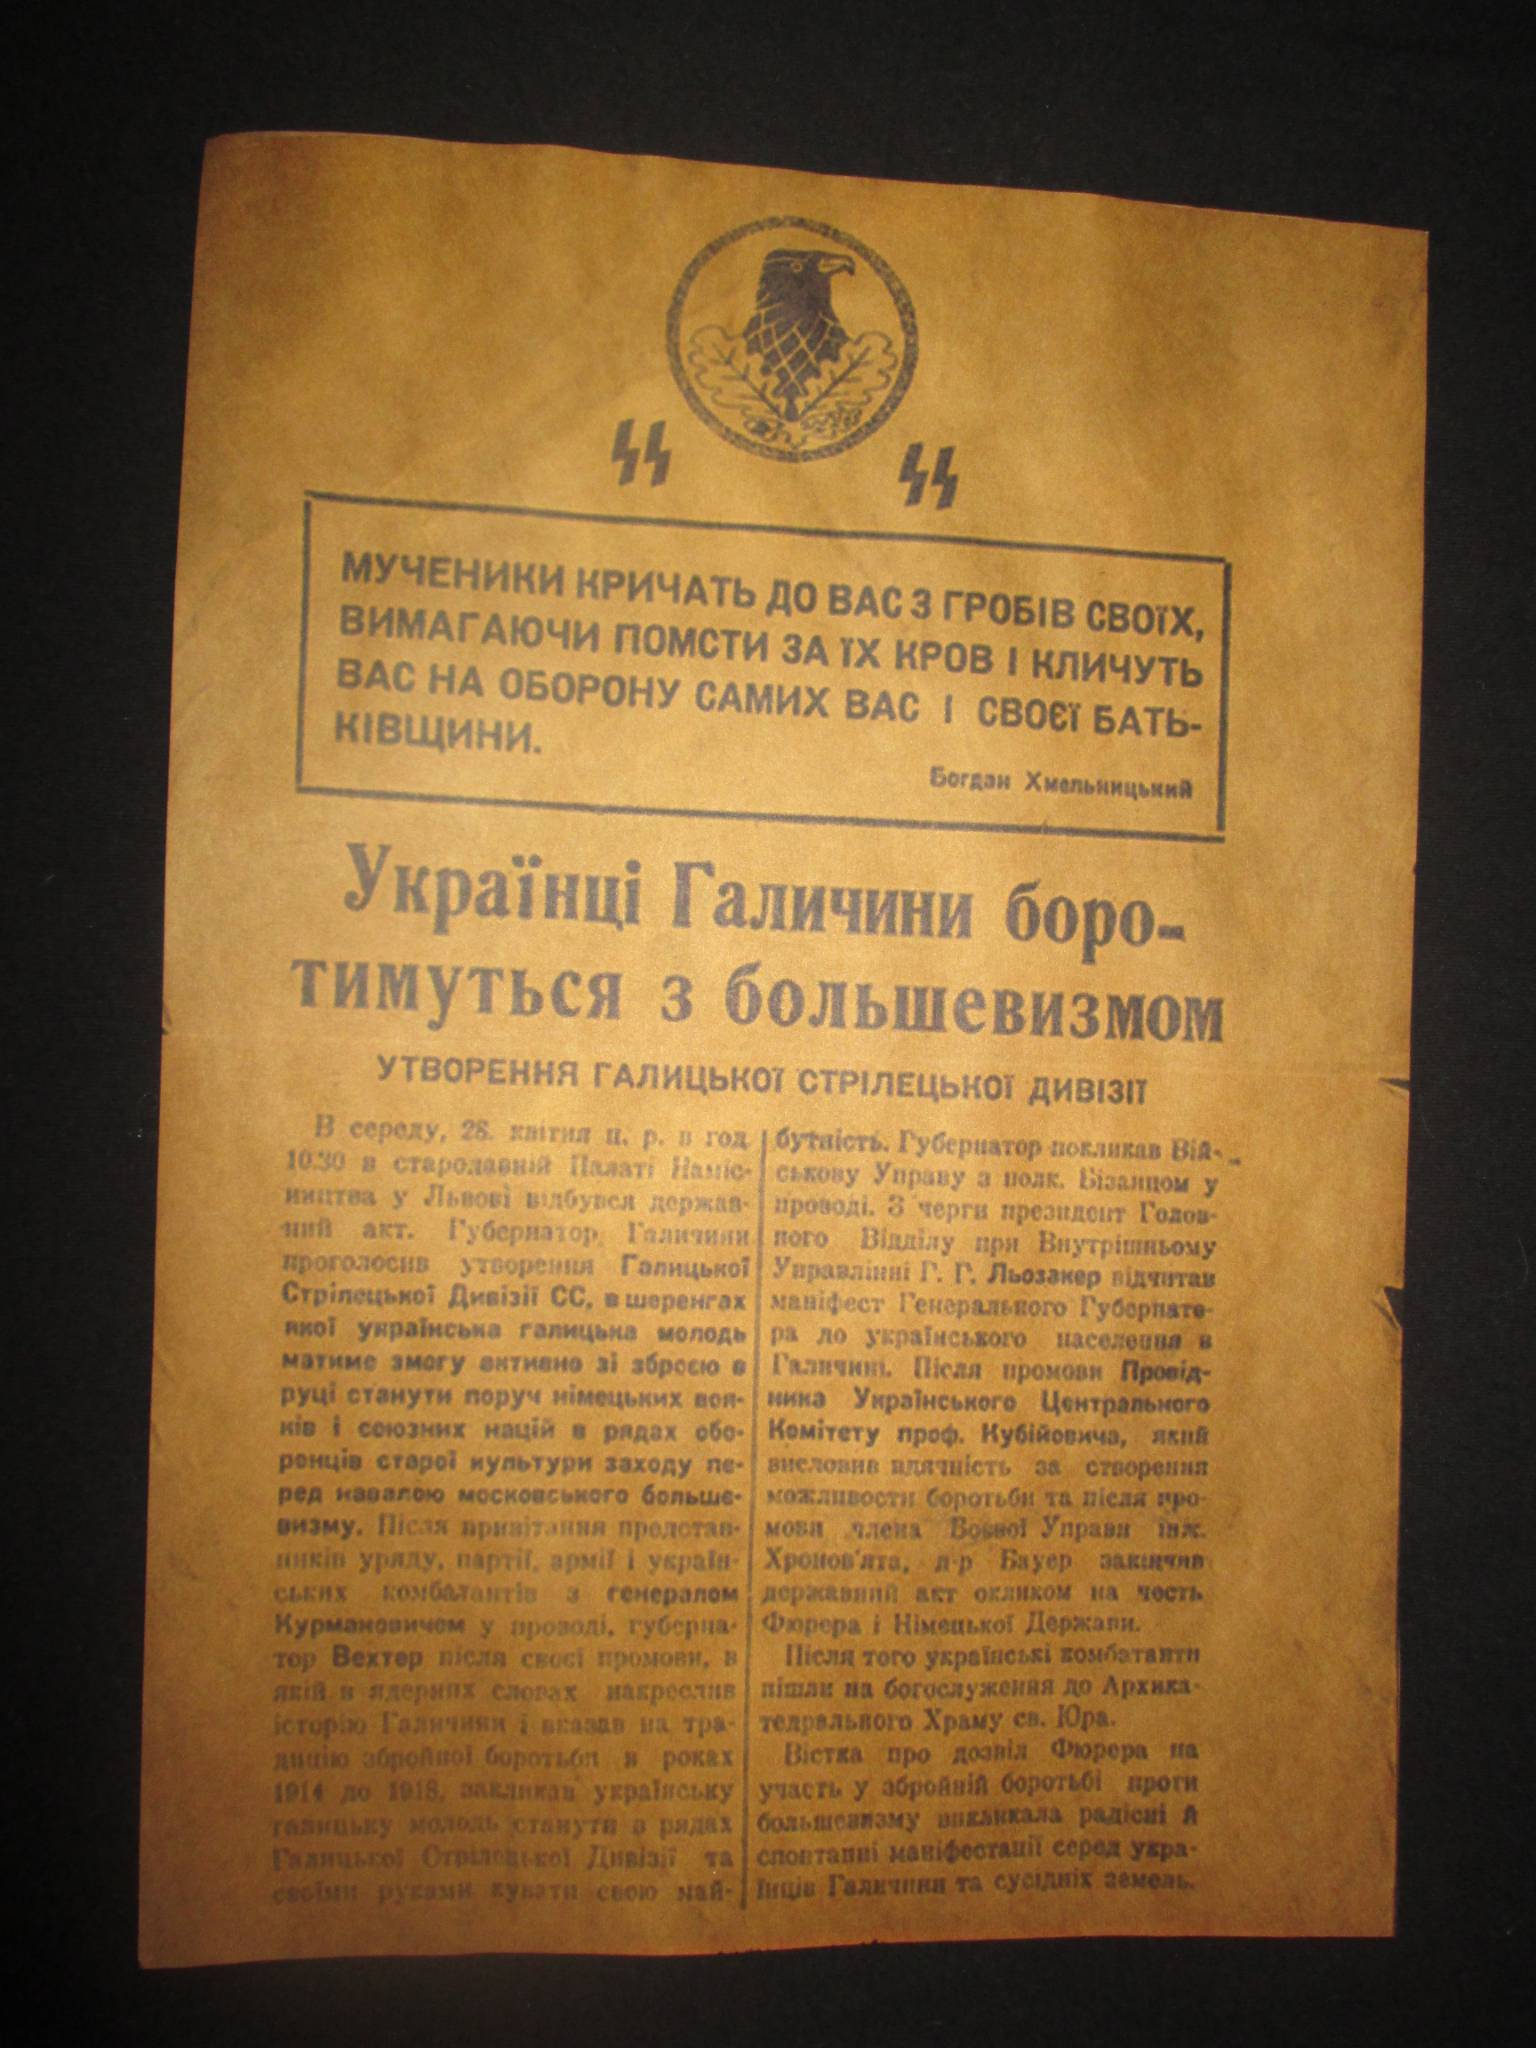 ϟϟ ϟϟ
МУЧЕНИКИ КРИЧАТЬ ДО ВАС З ГРОБІВ СВОЇХ,
ВИМАГАЮЧИ ПОМСТИ ЗА ЇХ КРОВ І КЛИЧУТЬ
ВАС НА ОБОРОНУ САМИХ ВАС І СВОЄЇ БАТЬ-
КІВЩИНИ.
Богдан Хмельницький
Українці Галичини боро-
тимуться з большевизмом
УТВОРЕННЯ ГАЛИЦЬКОЇ СТРІЛЕЦЬКОЇ ДИВІЗІЇ
В середу, 28. квітня ц. р. в год
10.30 в стародавній Палаті Наміс-
ництва у Львові відбувся держав-
ний акт. Губернатор Галичини
проголосив утворення Галицької
Стрілецької Дивізії СС, в шеренгах
якої українська галицька молодь
матиме змогу активно зі зброєю в
руці станути поруч німецьких воя-
ків і союзних націй в рядах обо-
ронців старої культури заходу пе-
ред навалою московського больше-
визму. Після привітання представ-
ників уряду, партії, армії і україн-
ських комбатантів з генералом
Курмановичем у проводі, губерна-
тор Вехтер після своєї промови, в
якій в ядерних словах накреслив
історію Галичини і вказав на тра-
дицію збройної боротьби в роках
1914 до 1918, закликав українську
галицьку молодь станути в рядах
Галицької Стрілецької Дивізії та
своїми руками кувати свою май-
бутність. Губернатор покликав Вій-
ськову Управу з полк. Бізанцом у
проводі. З черги президент Голов-
ного Відділу при Внутрішньому
Управлінні Г. Г. Льозакер відчитав
маніфест Генерального Губернато-
ра до українського населення в
Галичині. Після промови Провід-
ника Українського Центрального
Комітету проф. Кубійовича, який
висловив вдячність за створення
можливости боротьби та після про-
мови члена Воєної Управи інж.
Хронов'ята, д-р Бауер закінчив
державний акт окликом на честь
Фюрера і Німецької Держави.
Після того українські комбатанти
пішли на богослуження до Архика-
тедрального Храму св. Юра.
Вістка про дозвіл Фюрера на
участь у збройній боротьбі проти
большевизму викликала радісні й
спонтанні маніфестації серед укра-
їнців Галичини та сусідніх земель.